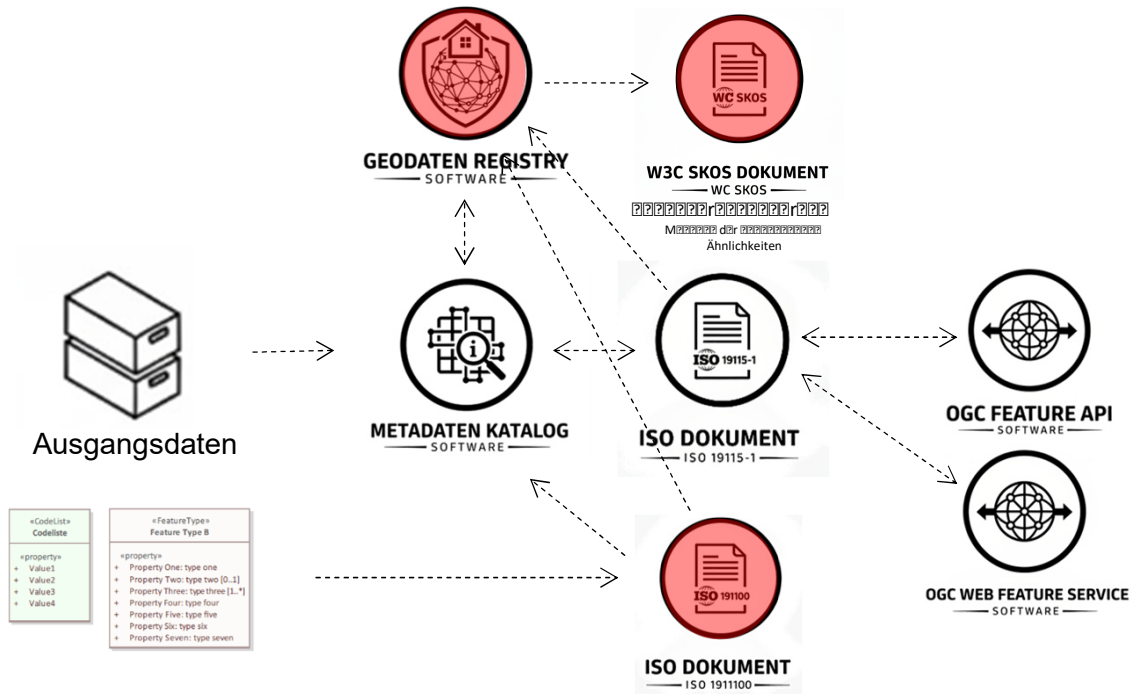 WC SKOS
GEODATEN REGISTRY
SOFTWARE
W3C SKOS DOKUMENT
WC SKOS
Ähnlichkeiten
i
ISO 19115-1
METADATEN KATALOG
SOFTWARE
ISO DOKUMENT
ISO 19115-1
OGC FEATURE API
SOFTWARE
Ausgangsdaten
«CodeList»
Codeliste
«property»
+ Value1
+ Value2
+ Value3
+ Value4
«FeatureType»
Feature Type B
«property»
+ Property One: type one
+ Property Two: type two [0..1]
+ Property Three: type three [1..*]
+ Property Four: type four
+ Property Five: type five
+ Property Six: type six
+ Property Seven: type seven
ISO 191100
OGC WEB FEATURE SERVICE
SOFTWARE
ISO DOKUMENT
ISO 1911100